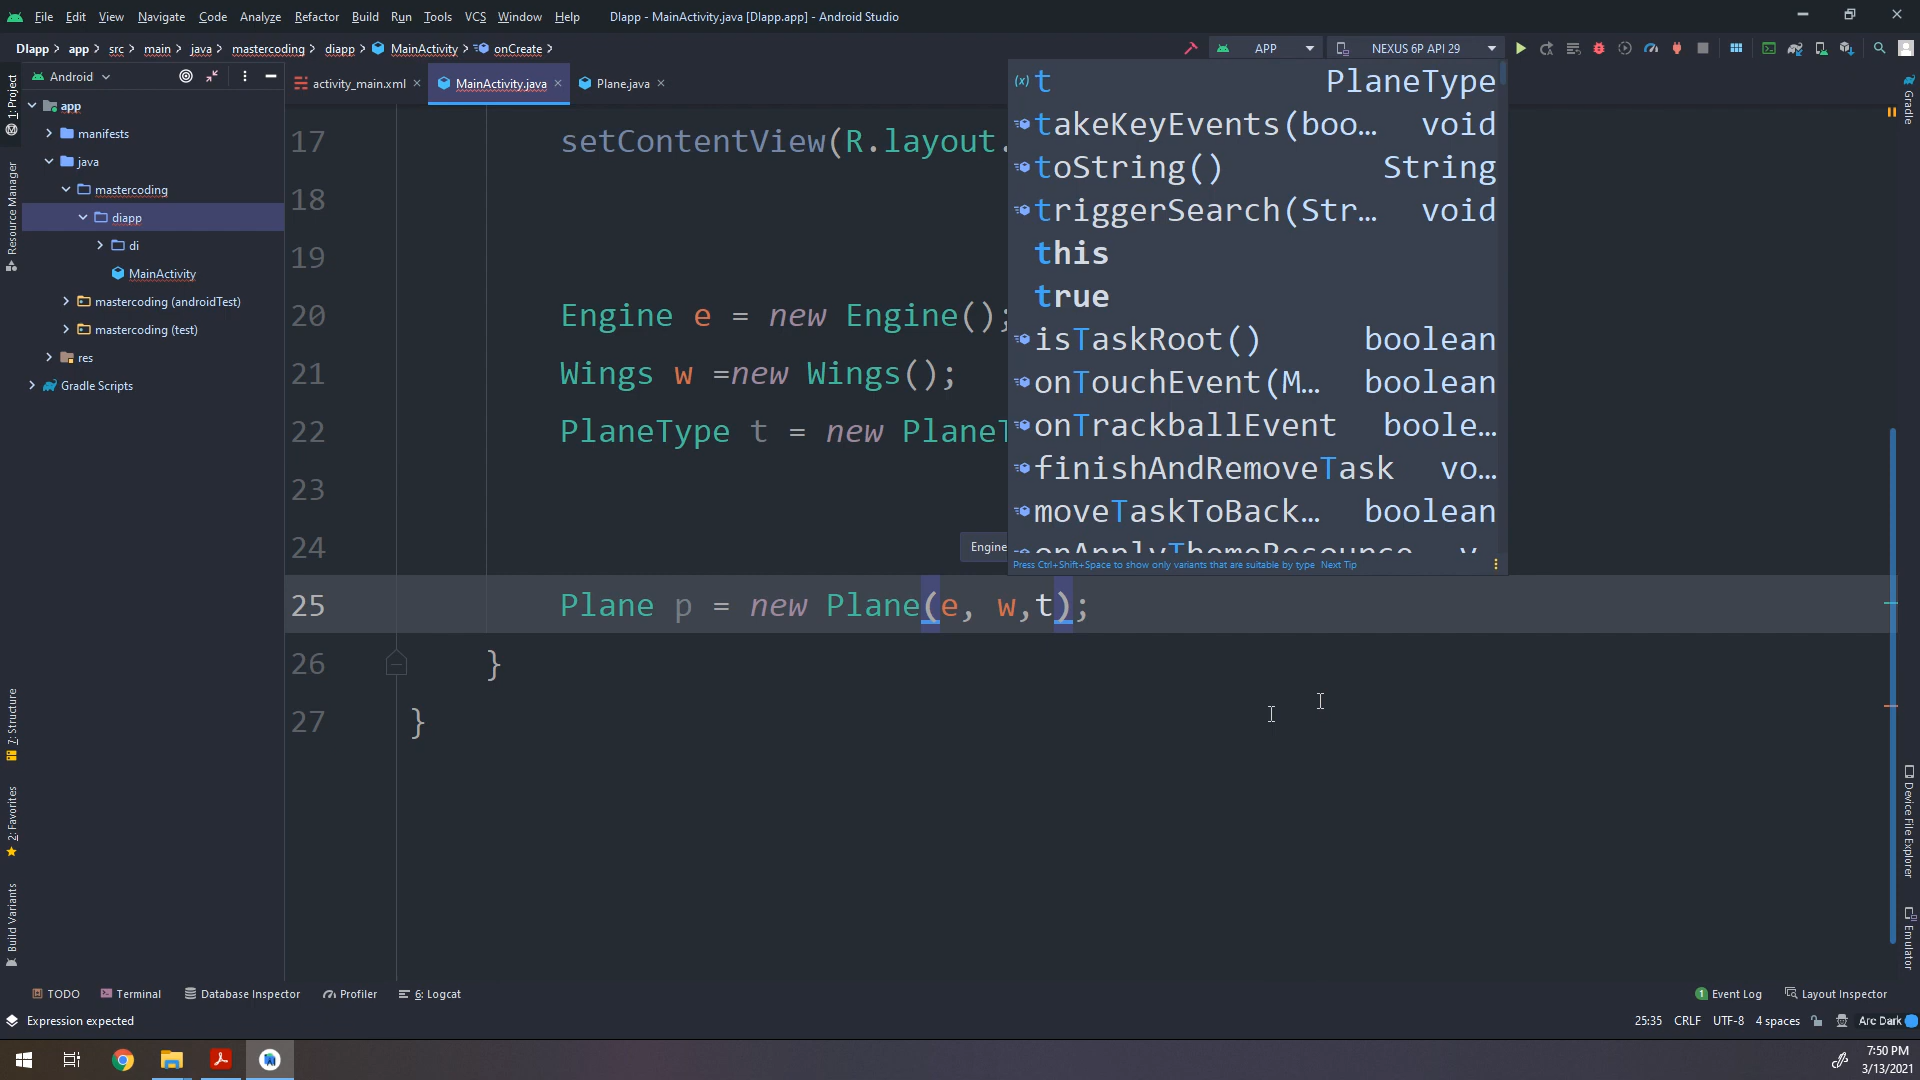 File Edit View Navigate Code Analyze Refactor Build Run Tools VCS Window Help DIapp - MainActivity.java [DIapp.app] - Android Studio
DIapp app src main java mastercoding diapp MainActivity onCreate APP NEXUS 6P API 29
Android
activity_main.xml MainActivity.java Plane.java
app
manifests
java
mastercoding
diapp
di
MainActivity
mastercoding (androidTest)
mastercoding (test)
res
Gradle Scripts
1: Project
Resource Manager
7: Structure
2: Favorites
Build Variants
17 setContentView(R.layout.
18
19
20 Engine e = new Engine();
21 Wings w =new Wings();
22 PlaneType t = new PlaneT
23
24
Engine
25 Plane p = new Plane(e, w,t);
26 }
27 }
t PlaneType
takeKeyEvents(boo… void
toString() String
triggerSearch(Str… void
this
true
isTaskRoot() boolean
onTouchEvent(M… boolean
onTrackballEvent boole…
finishAndRemoveTask vo…
moveTaskToBack… boolean
onApplyThemeResource v…
Press Ctrl+Shift+Space to show only variants that are suitable by type Next Tip
Gradle
Device File Explorer
Emulator
TODO Terminal Database Inspector Profiler 6: Logcat 1 Event Log Layout Inspector
Expression expected 25:35 CRLF UTF-8 4 spaces Arc Dark
7:50 PM
3/13/2021